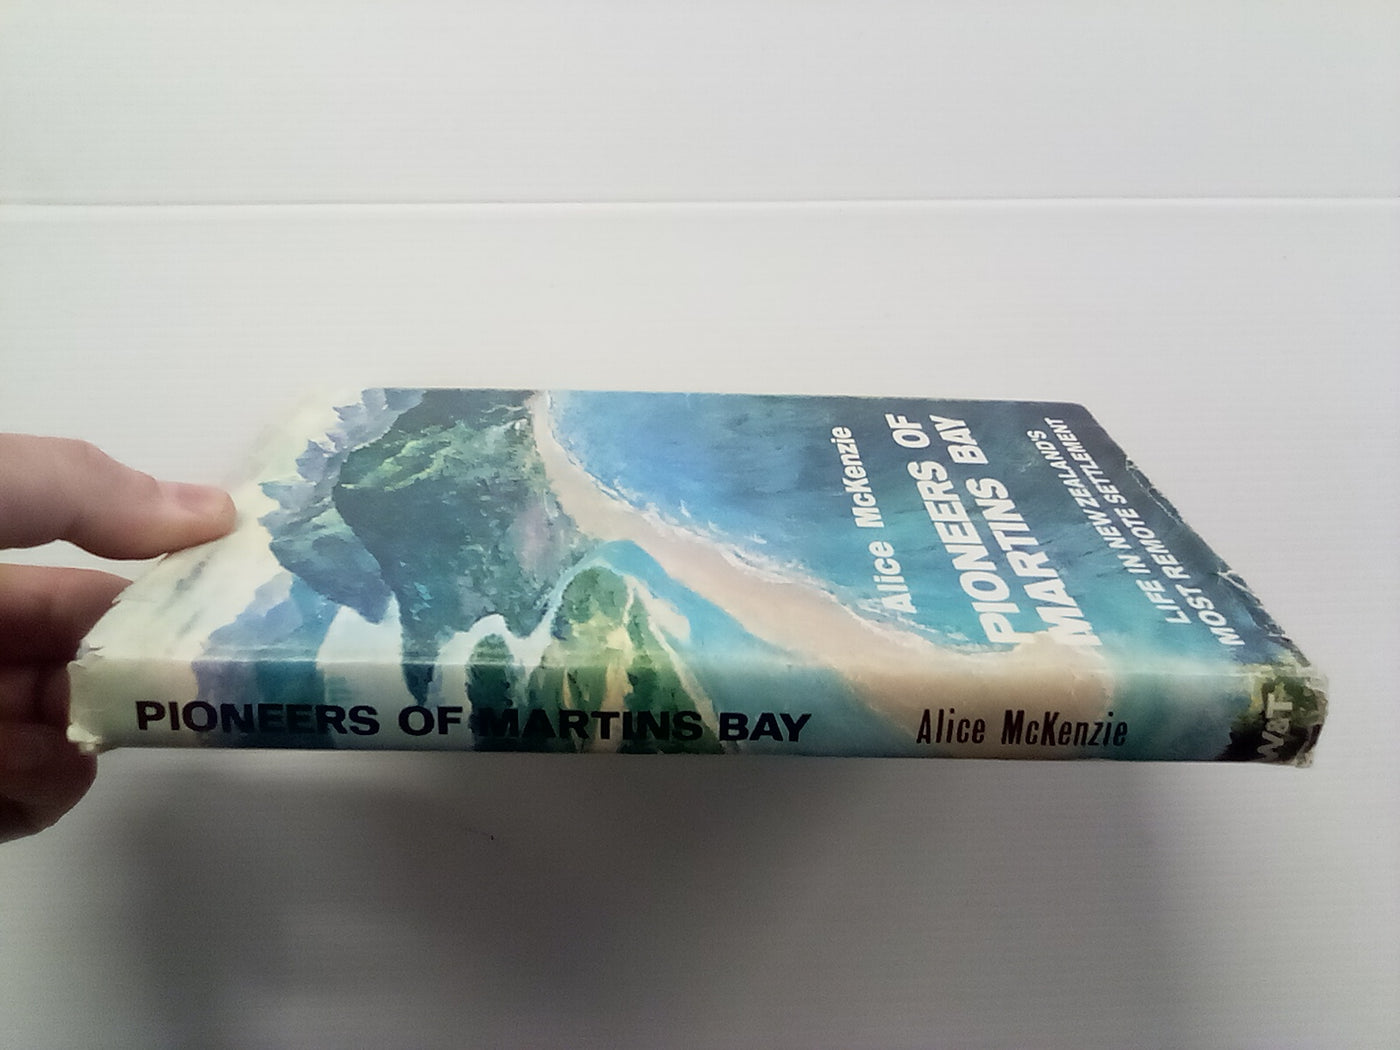 Alice McKenzie
PIONEERS OF
MARTINS BAY
LIFE IN NEW ZEALAND'S
MOST REMOTE SETTLEMENT
PIONEERS OF MARTINS BAY
Alice McKenzie
W&T